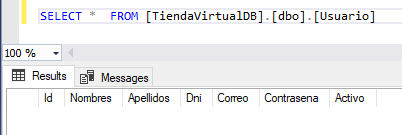 SELECT *  FROM [TiendaVirtualDB].[dbo].[Usuario]
100 %
Results Messages
Id Nombres Apellidos Dni Correo Contrasena Activo